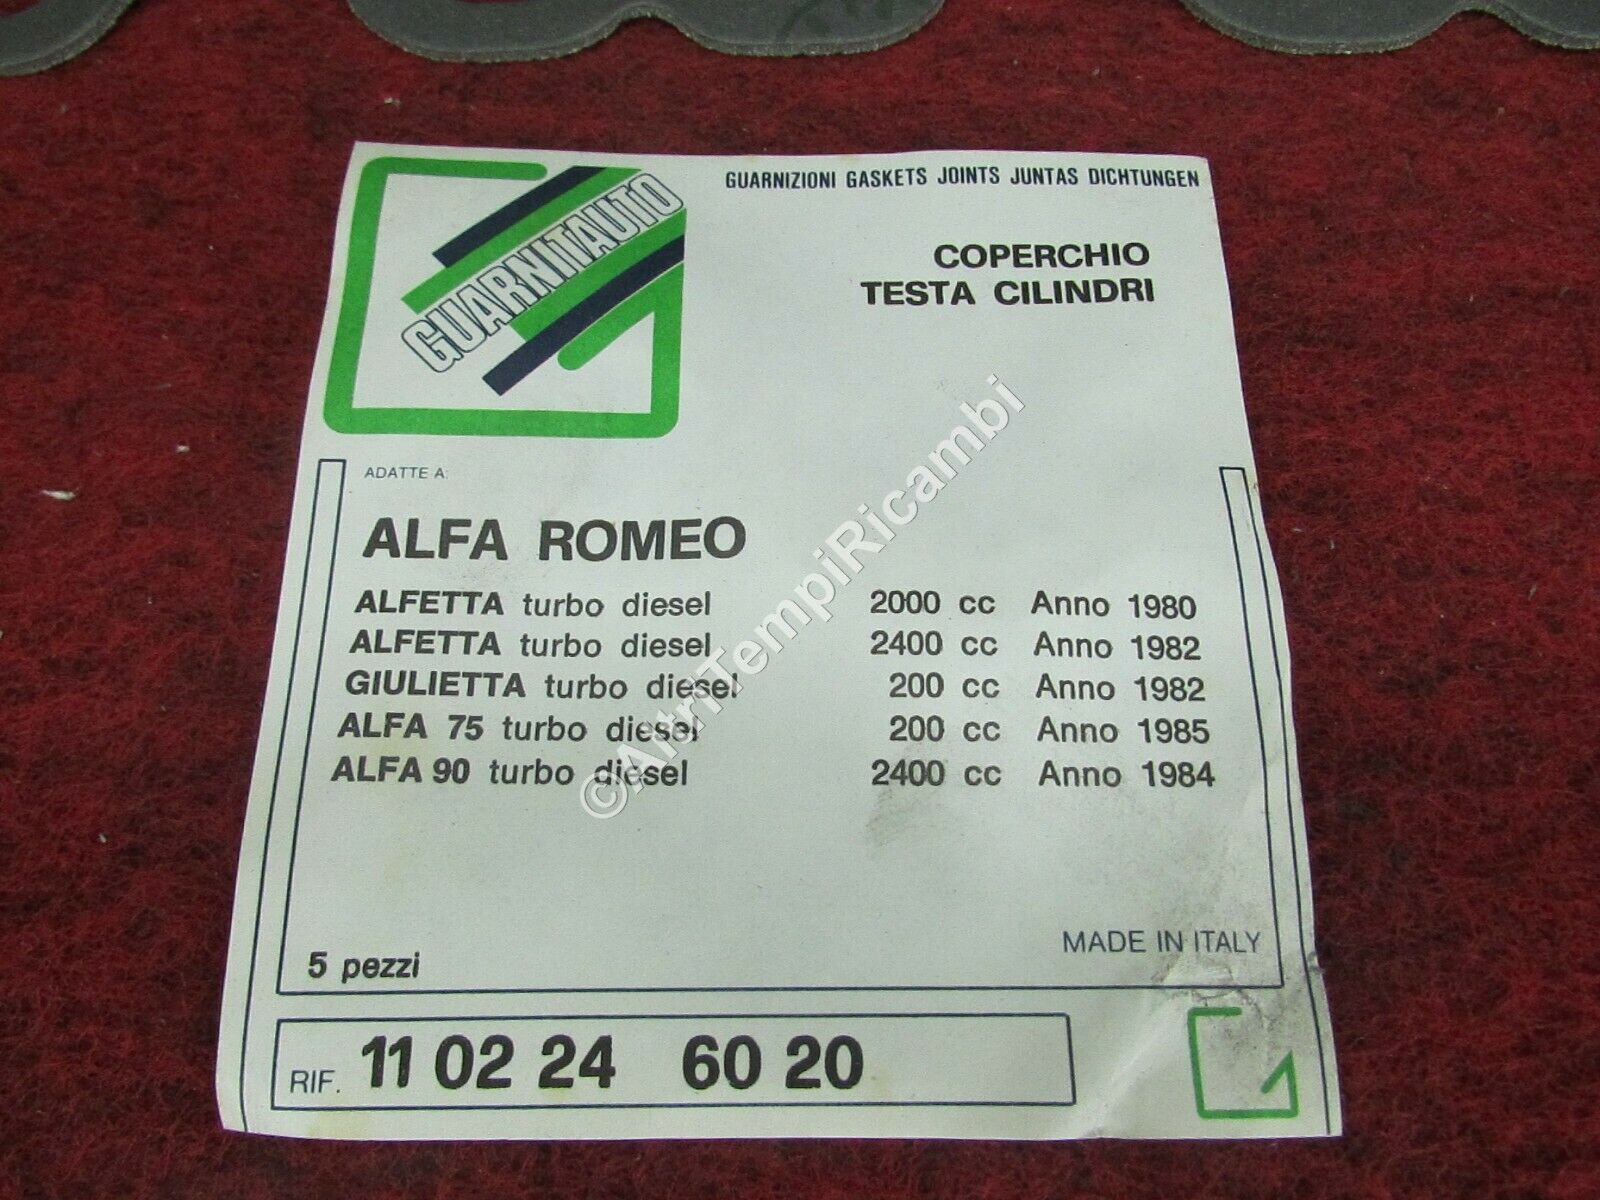 GUARNITAUTO
GUARNIZIONI GASKETS JOINTS JUNTAS DICHTUNGEN
COPERCHIO
TESTA CILINDRI
ADATTE A:
ALFA ROMEO
ALFETTA turbo diesel 2000 cc Anno 1980
ALFETTA turbo diesel 2400 cc Anno 1982
GIULIETTA turbo diesel 200 cc Anno 1982
ALFA 75 turbo diesel 200 cc Anno 1985
ALFA 90 turbo diesel 2400 cc Anno 1984
©AltriTempiRicambi
MADE IN ITALY
5 pezzi
RIF. 11 02 24 60 20